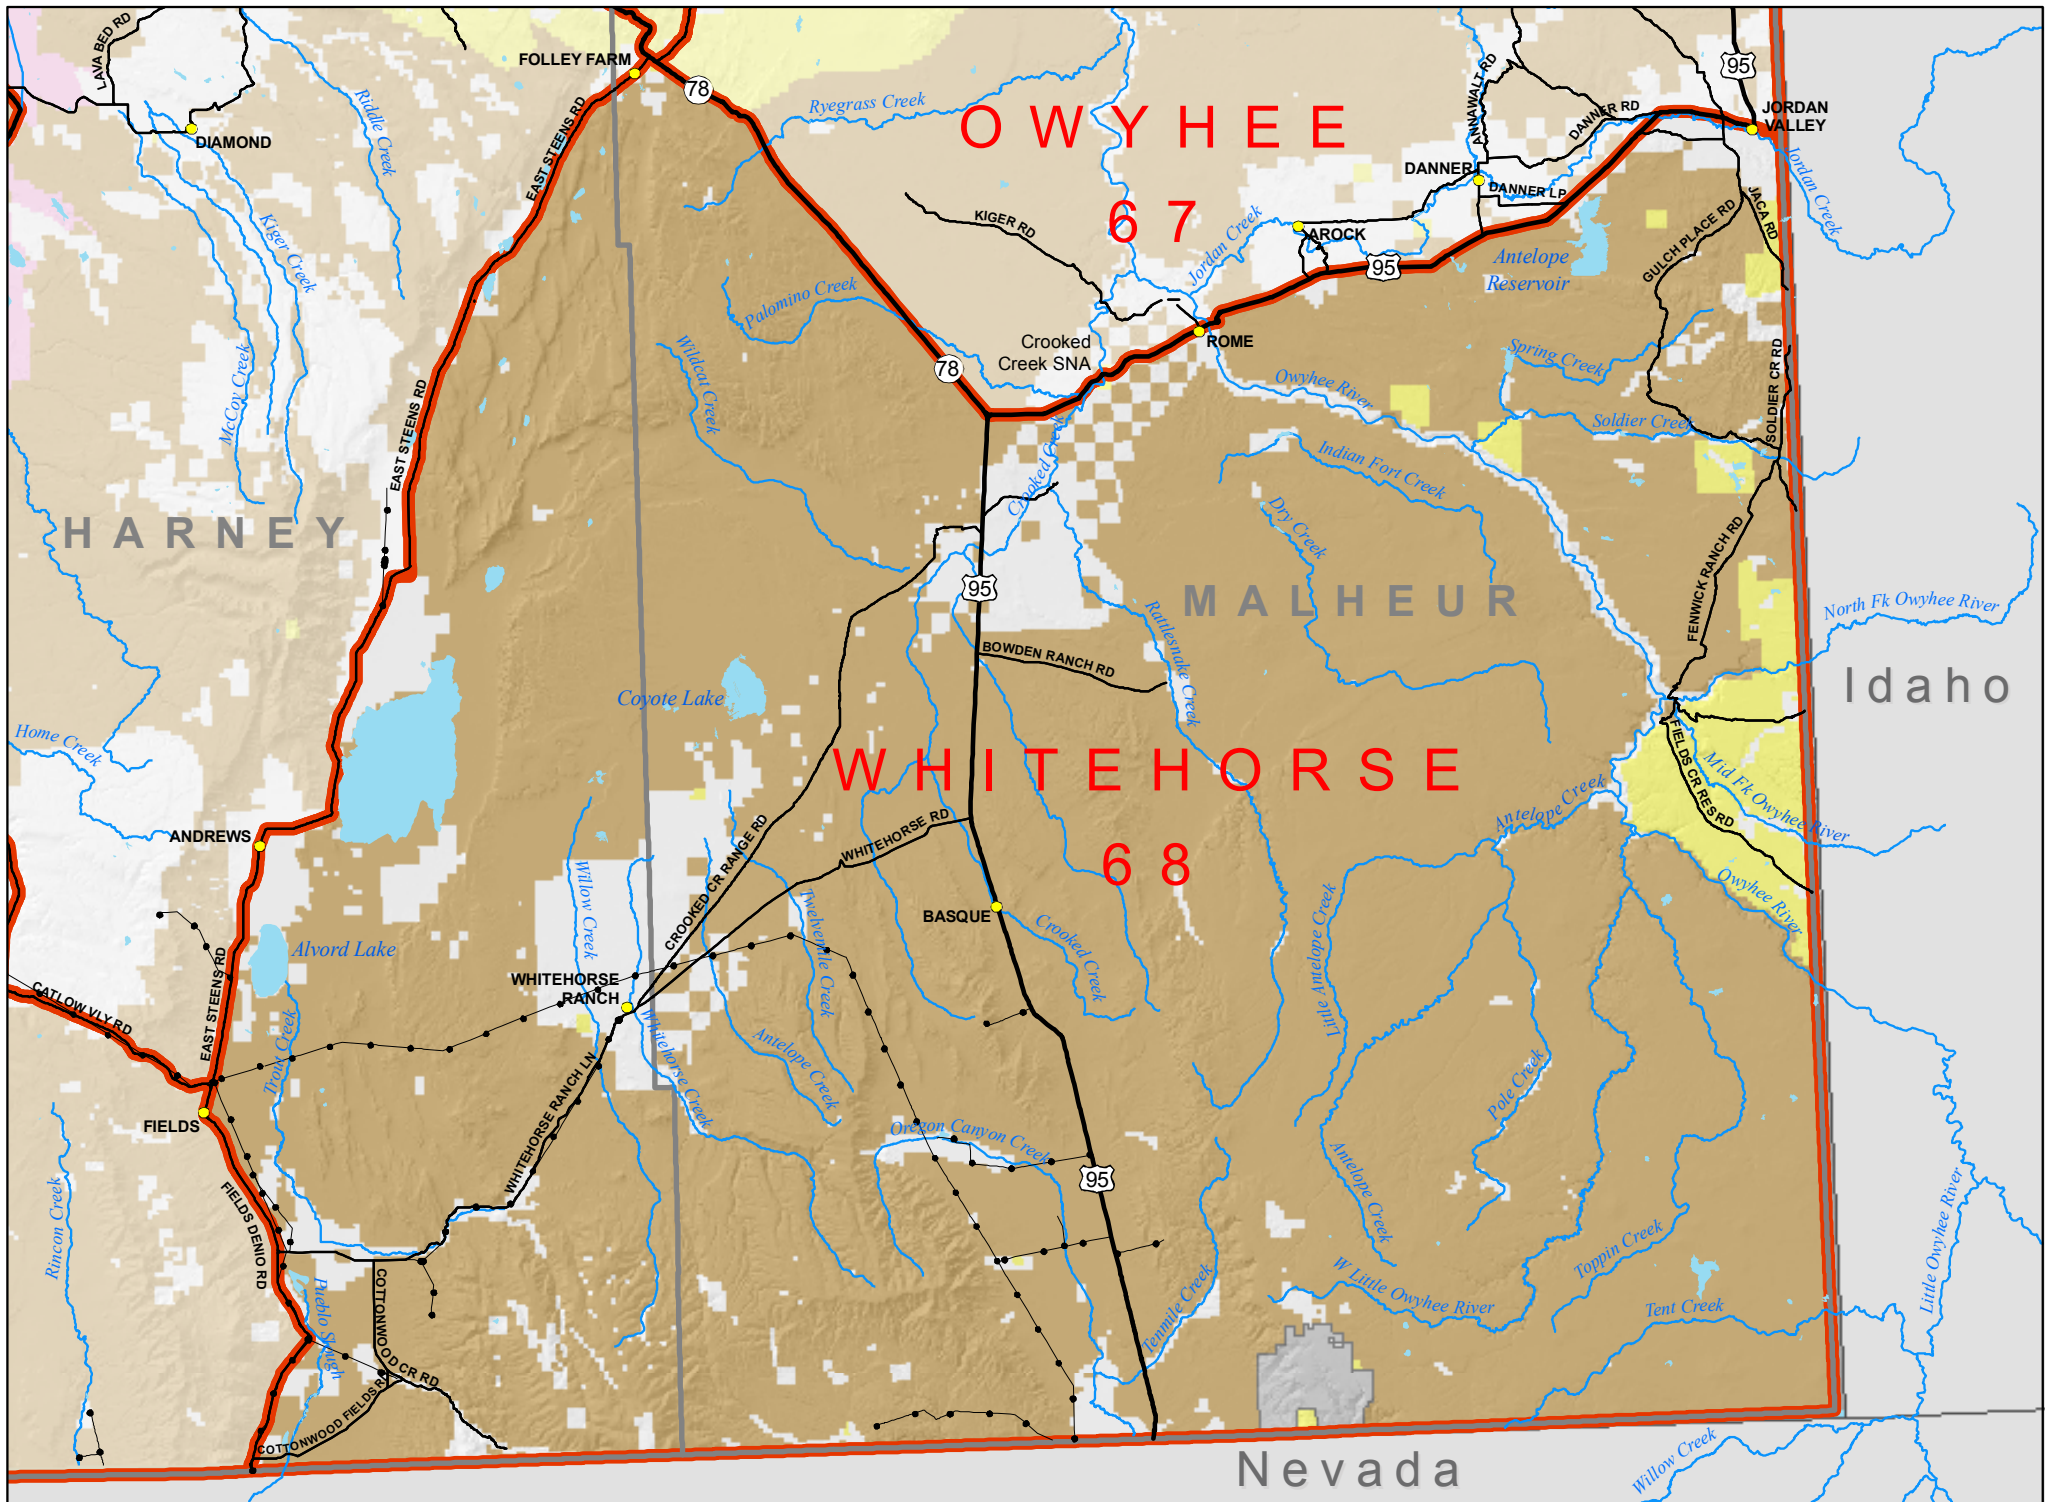 LAVA BED RD
FOLLEY FARM
78
95
JORDAN
VALLEY
DIAMOND
Riddle Creek
EAST STEENS RD
Ryegrass Creek
OWYHEE
67
ANNAWALT RD
DANNER RD
DANNER
DANNER LP
Jordan Creek
JACA RD
GULCH PLACE RD
Kiger Creek
KIGER RD
Jordan Creek
AROCK
95
Antelope
Reservoir
McCoy Creek
EAST STEENS RD
Palomino Creek
Wildcat Creek
78
Crooked
Creek SNA
ROME
Owyhee River
Spring Creek
Soldier Creek
SOLDIER CR RD
Crooked Creek
Indian Fort Creek
Dry Creek
HARNEY
95
MALHEUR
Rattlesnake Creek
FENWICK RANCH RD
North Fk Owyhee River
BOWDEN RANCH RD
Idaho
Coyote Lake
Home Creek
WHITEHORSE
68
FIELDS CR RES RD
Mid Fk Owyhee River
Antelope Creek
ANDREWS
CROOKED CR RANGE RD
WHITEHORSE RD
Owyhee River
Willow Creek
Twelvemile Creek
BASQUE
Crooked Creek
Little Antelope Creek
Alvord Lake
EAST STEENS RD
CATLOW VLY RD
WHITEHORSE
RANCH
Trout Creek
Whitehorse Creek
Antelope Creek
Pole Creek
FIELDS
WHITEHORSE RANCH LN
Oregon Canyon Creek
95
Antelope Creek
Rincon Creek
FIELDS DENIO RD
Toppin Creek
Little Owyhee River
Pueblo Slough
COTTONWOOD CR RD
Tenmile Creek
W Little Owyhee River
Tent Creek
COTTONWOOD FIELDS R
Nevada
Willow Creek